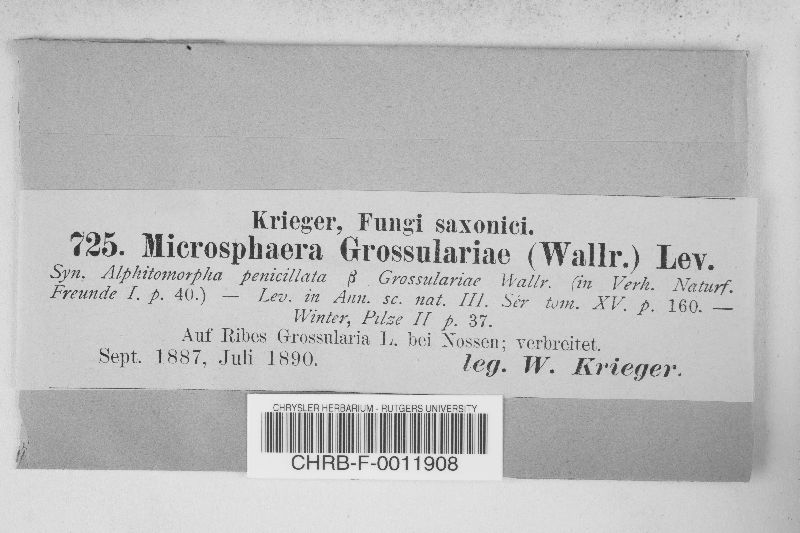 Krieger, Fungi saxonici.
725. Microsphaera Grossulariae (Wallr.) Lev.
Syn. Alphitomorpha penicillata β Grossulariae Wallr. (in Verh. Naturf.
Freunde I. p. 40.) — Lev. in Ann. sc. nat. III. Sér tom. XV. p. 160. —
Winter, Pilze II p. 37.
Auf Ribes Grossularia L. bei Nossen; verbreitet.
Sept. 1887, Juli 1890. leg. W. Krieger.
CHRYSLER HERBARIUM - RUTGERS UNIVERSITY
CHRB-F-0011908